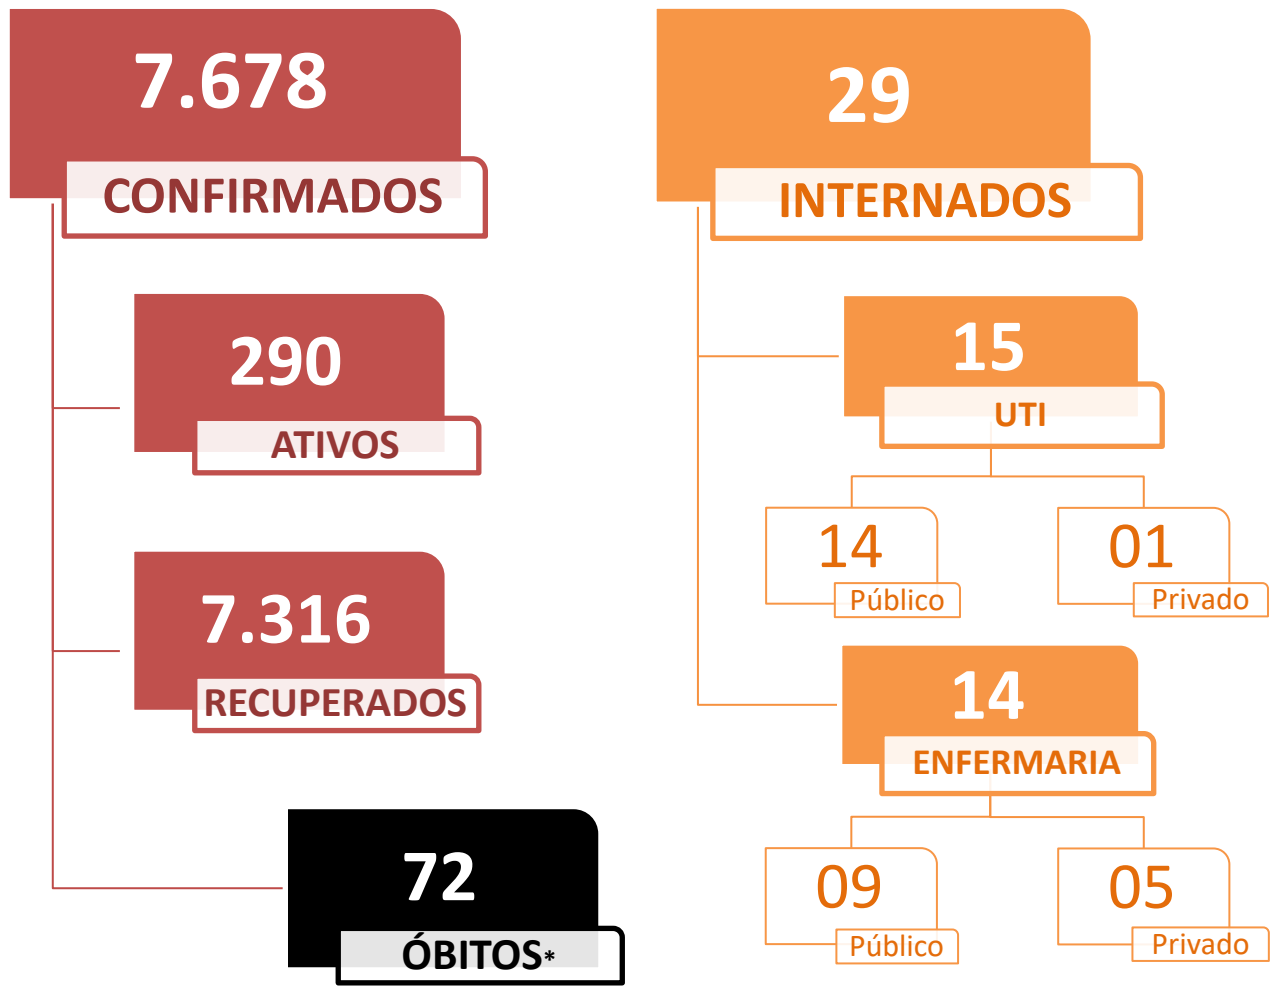 7.678
CONFIRMADOS
290
ATIVOS
7.316
RECUPERADOS
72
ÓBITOS*
29
INTERNADOS
15
UTI
14
Público
01
Privado
14
ENFERMARIA
09
Público
05
Privado